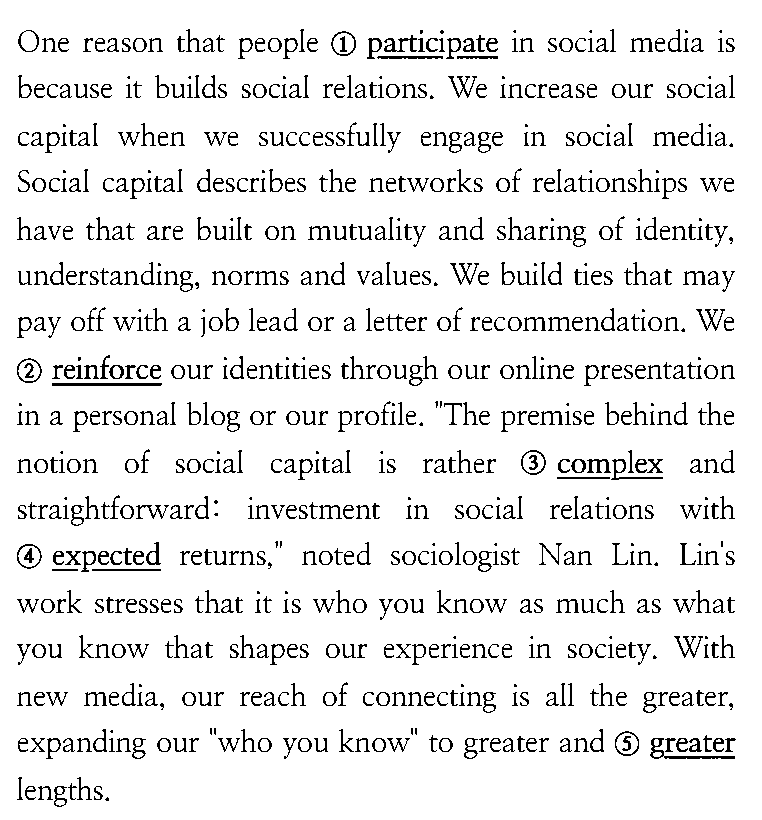 One reason that people ① participate in social media is
because it builds social relations. We increase our social
capital when we successfully engage in social media.
Social capital describes the networks of relationships we
have that are built on mutuality and sharing of identity,
understanding, norms and values. We build ties that may
pay off with a job lead or a letter of recommendation. We
② reinforce our identities through our online presentation
in a personal blog or our profile. "The premise behind the
notion of social capital is rather ③ complex and
straightforward: investment in social relations with
④ expected returns," noted sociologist Nan Lin. Lin's
work stresses that it is who you know as much as what
you know that shapes our experience in society. With
new media, our reach of connecting is all the greater,
expanding our "who you know" to greater and ⑤ greater
lengths.